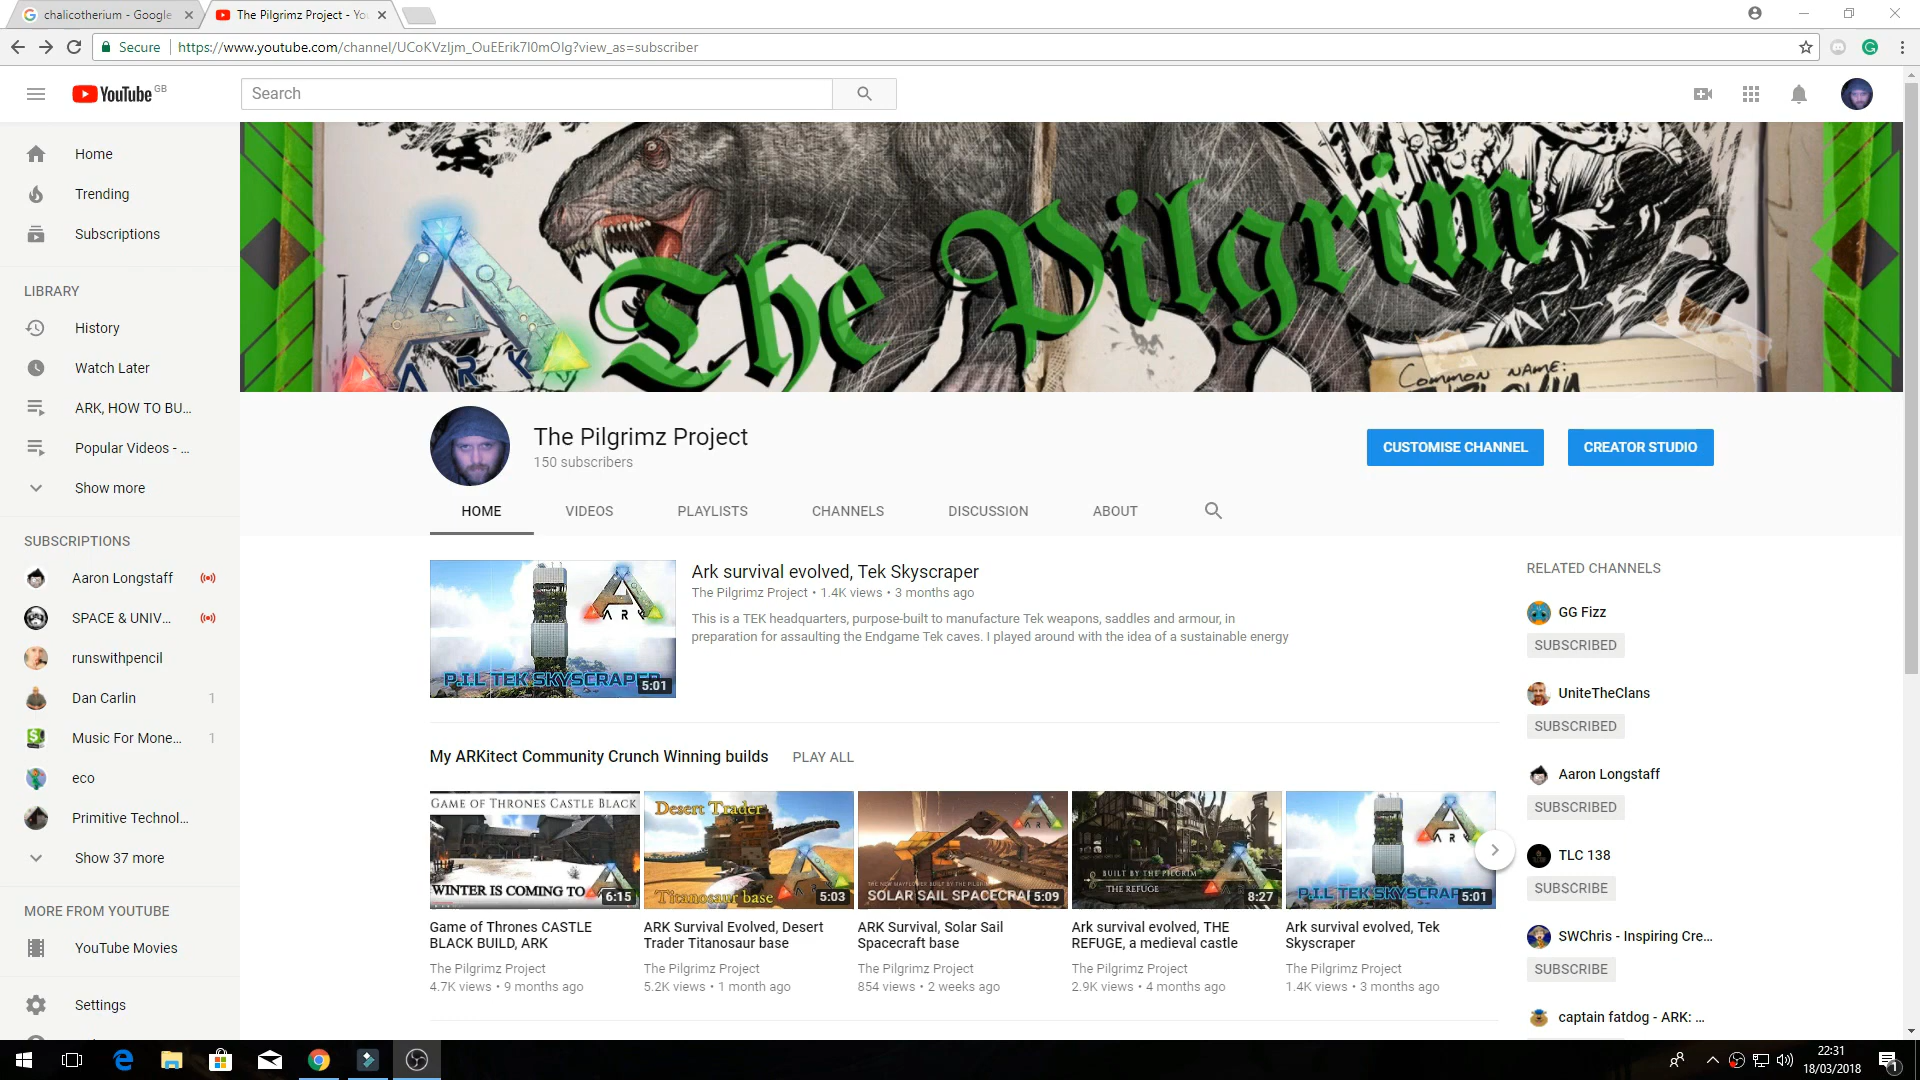 chalicotherium - Google
The Pilgrimz Project - Yo
Secure
https://www.youtube.com/channel/UCoKVzIjm_OuEErik7I0mOIg?view_as=subscriber
YouTube GB
Search
Home
Trending
Subscriptions
LIBRARY
History
Watch Later
ARK, HOW TO BU...
Popular Videos - ...
Show more
SUBSCRIPTIONS
Aaron Longstaff
SPACE & UNIV...
runswithpencil
Dan Carlin 1
Music For Mone... 1
eco
Primitive Technol...
Show 37 more
MORE FROM YOUTUBE
YouTube Movies
Settings
The Pilgrim
ARK
COMMON NAME:
The Pilgrimz Project
150 subscribers
CUSTOMISE CHANNEL
CREATOR STUDIO
HOME
VIDEOS
PLAYLISTS
CHANNELS
DISCUSSION
ABOUT
ARK
P.I.L TEK SKYSCRAPER
5:01
Ark survival evolved, Tek Skyscraper
The Pilgrimz Project • 1.4K views • 3 months ago
This is a TEK headquarters, purpose-built to manufacture Tek weapons, saddles and armour, in
preparation for assaulting the Endgame Tek caves. I played around with the idea of a sustainable energy
My ARKitect Community Crunch Winning builds
PLAY ALL
GAME OF THRONES CASTLE BLACK
WINTER IS COMING TO
6:15
Game of Thrones CASTLE
BLACK BUILD, ARK
The Pilgrimz Project
4.7K views • 9 months ago
Desert Trader
Titanosaur base
5:03
ARK Survival Evolved, Desert
Trader Titanosaur base
The Pilgrimz Project
5.2K views • 1 month ago
SOLAR SAIL SPACECRA
5:09
ARK Survival, Solar Sail
Spacecraft base
The Pilgrimz Project
854 views • 2 weeks ago
BUILT BY THE PILGRIM
THE REFUGE
8:27
Ark survival evolved, THE
REFUGE, a medieval castle
The Pilgrimz Project
2.9K views • 4 months ago
ARK
P.I.L TEK SKYSCRAP
5:01
Ark survival evolved, Tek
Skyscraper
The Pilgrimz Project
1.4K views • 3 months ago
RELATED CHANNELS
GG Fizz
SUBSCRIBED
UniteTheClans
SUBSCRIBED
Aaron Longstaff
SUBSCRIBED
TLC 138
SUBSCRIBE
SWChris - Inspiring Cre...
SUBSCRIBE
captain fatdog - ARK: ...
22:31
18/03/2018
1